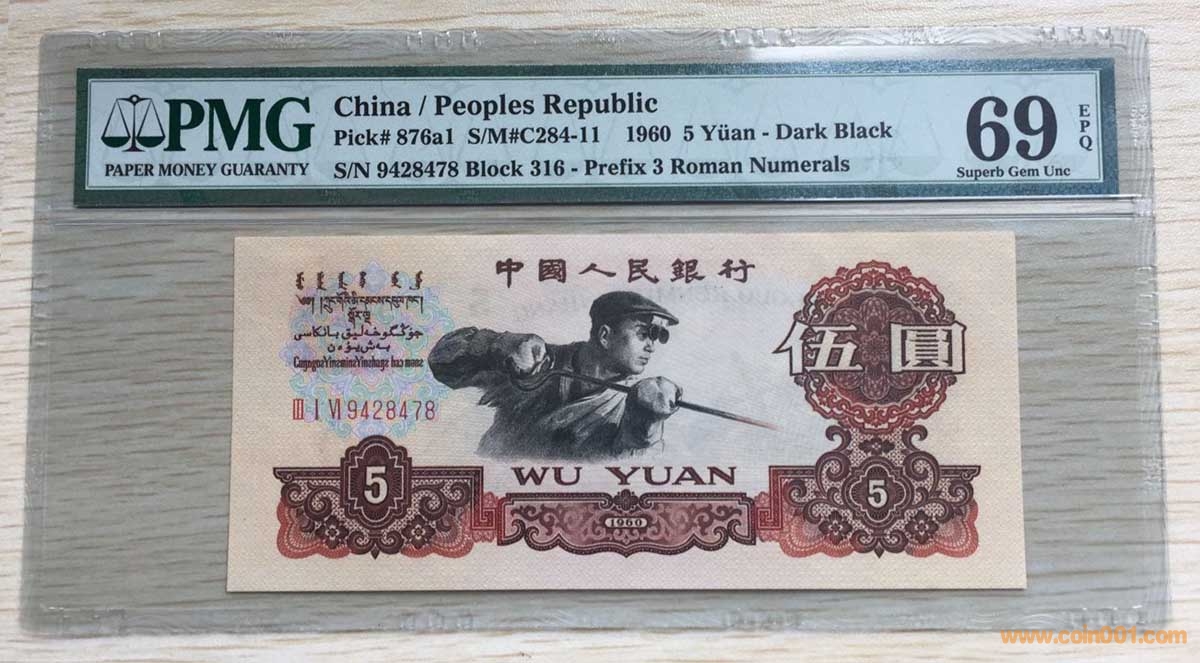 PMG
PAPER MONEY GUARANTY
China / Peoples Republic
Pick# 876a1 S/M#C284-11 1960 5 Yüan - Dark Black
S/N 9428478 Block 316 - Prefix 3 Roman Numerals
69
EPQ
Superb Gem Unc
中國人民銀行
伍圓
III I VI 9428478
WU YUAN
5
1960
5
www.coin001.com